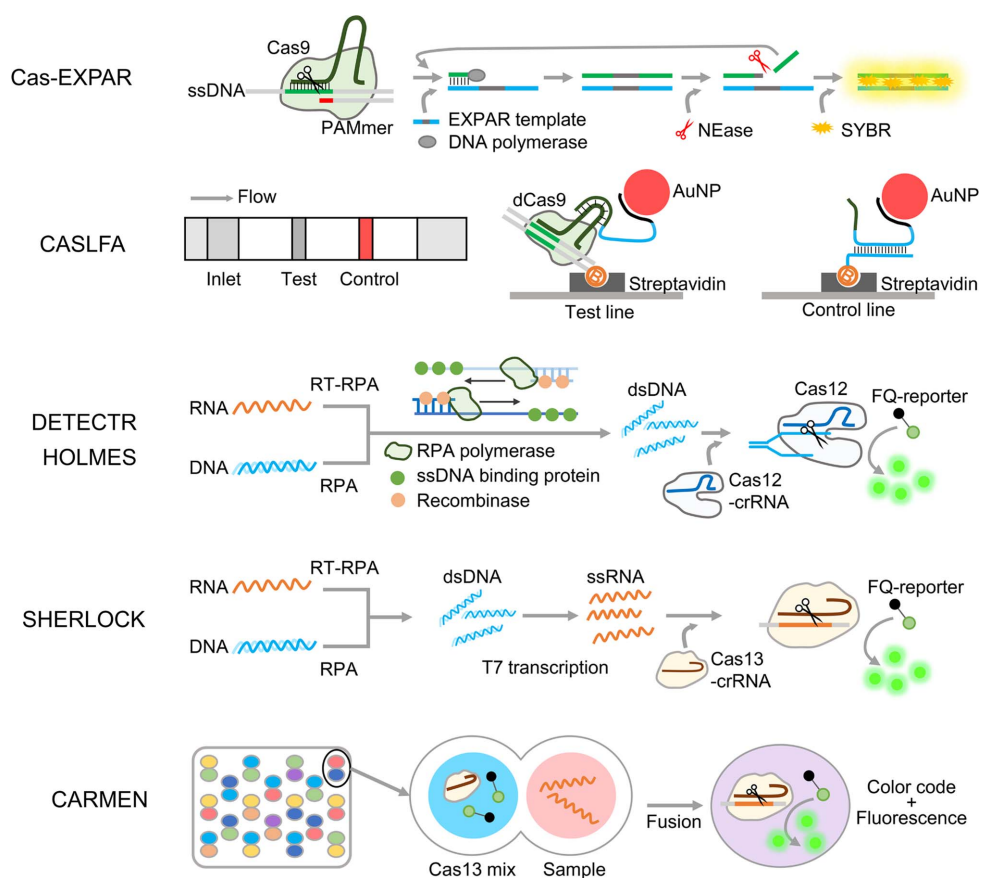 Cas-EXPAR
Cas9
ssDNA
PAMmer
EXPAR template
DNA polymerase
NEase
SYBR
CASLFA
Flow
Inlet
Test
Control
dCas9
AuNP
B
Streptavidin
Test line
AuNP
B
Streptavidin
Control line
DETECTR
HOLMES
RNA
RT-RPA
DNA
RPA
RPA polymerase
ssDNA binding protein
Recombinase
dsDNA
Cas12
-crRNA
Cas12
FQ-reporter
SHERLOCK
RNA
RT-RPA
DNA
RPA
dsDNA
ssRNA
T7 transcription
Cas13
-crRNA
FQ-reporter
CARMEN
Cas13 mix
Sample
Fusion
Color code
+
Fluorescence